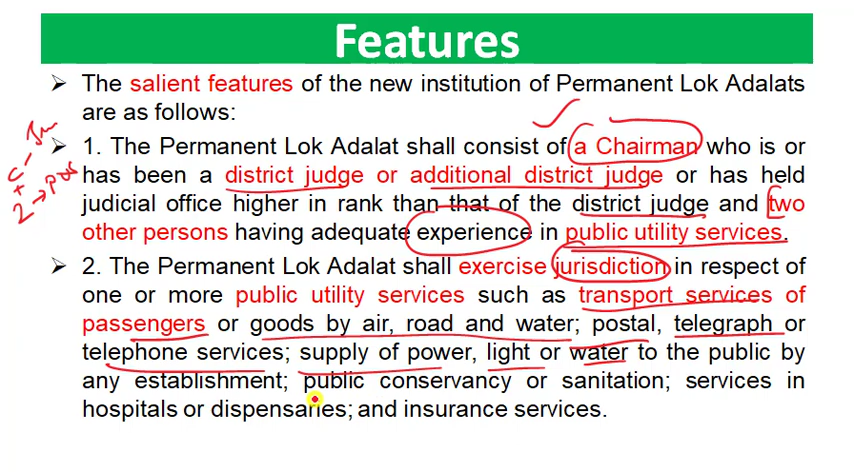 Features
➢ The salient features of the new institution of Permanent Lok Adalats
are as follows:
➢ 1. The Permanent Lok Adalat shall consist of a Chairman who is or
has been a district judge or additional district judge or has held
judicial office higher in rank than that of the district judge and two
other persons having adequate experience in public utility services.
➢ 2. The Permanent Lok Adalat shall exercise jurisdiction in respect of
one or more public utility services such as transport services of
passengers or goods by air, road and water; postal, telegraph or
telephone services; supply of power, light or water to the public by
any establishment; public conservancy or sanitation; services in
hospitals or dispensaries; and insurance services.